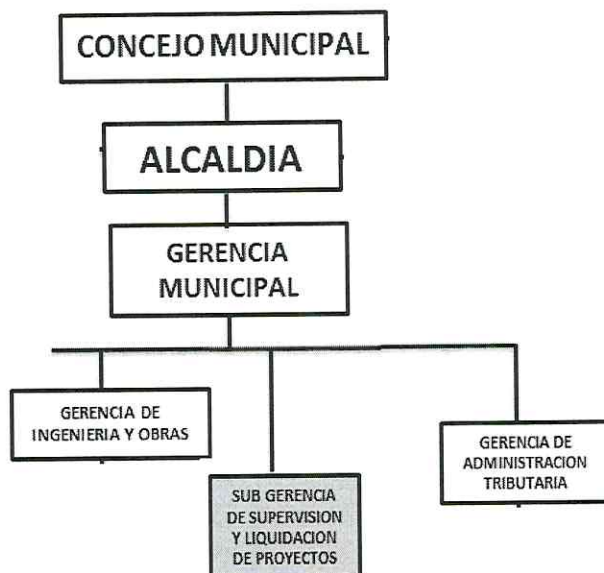 CONCEJO MUNICIPAL
ALCALDIA
GERENCIA
MUNICIPAL
GERENCIA DE
INGENIERIA Y OBRAS
GERENCIA DE
ADMINISTRACION
TRIBUTARIA
SUB GERENCIA
DE SUPERVISION
Y LIQUIDACION
DE PROYECTOS